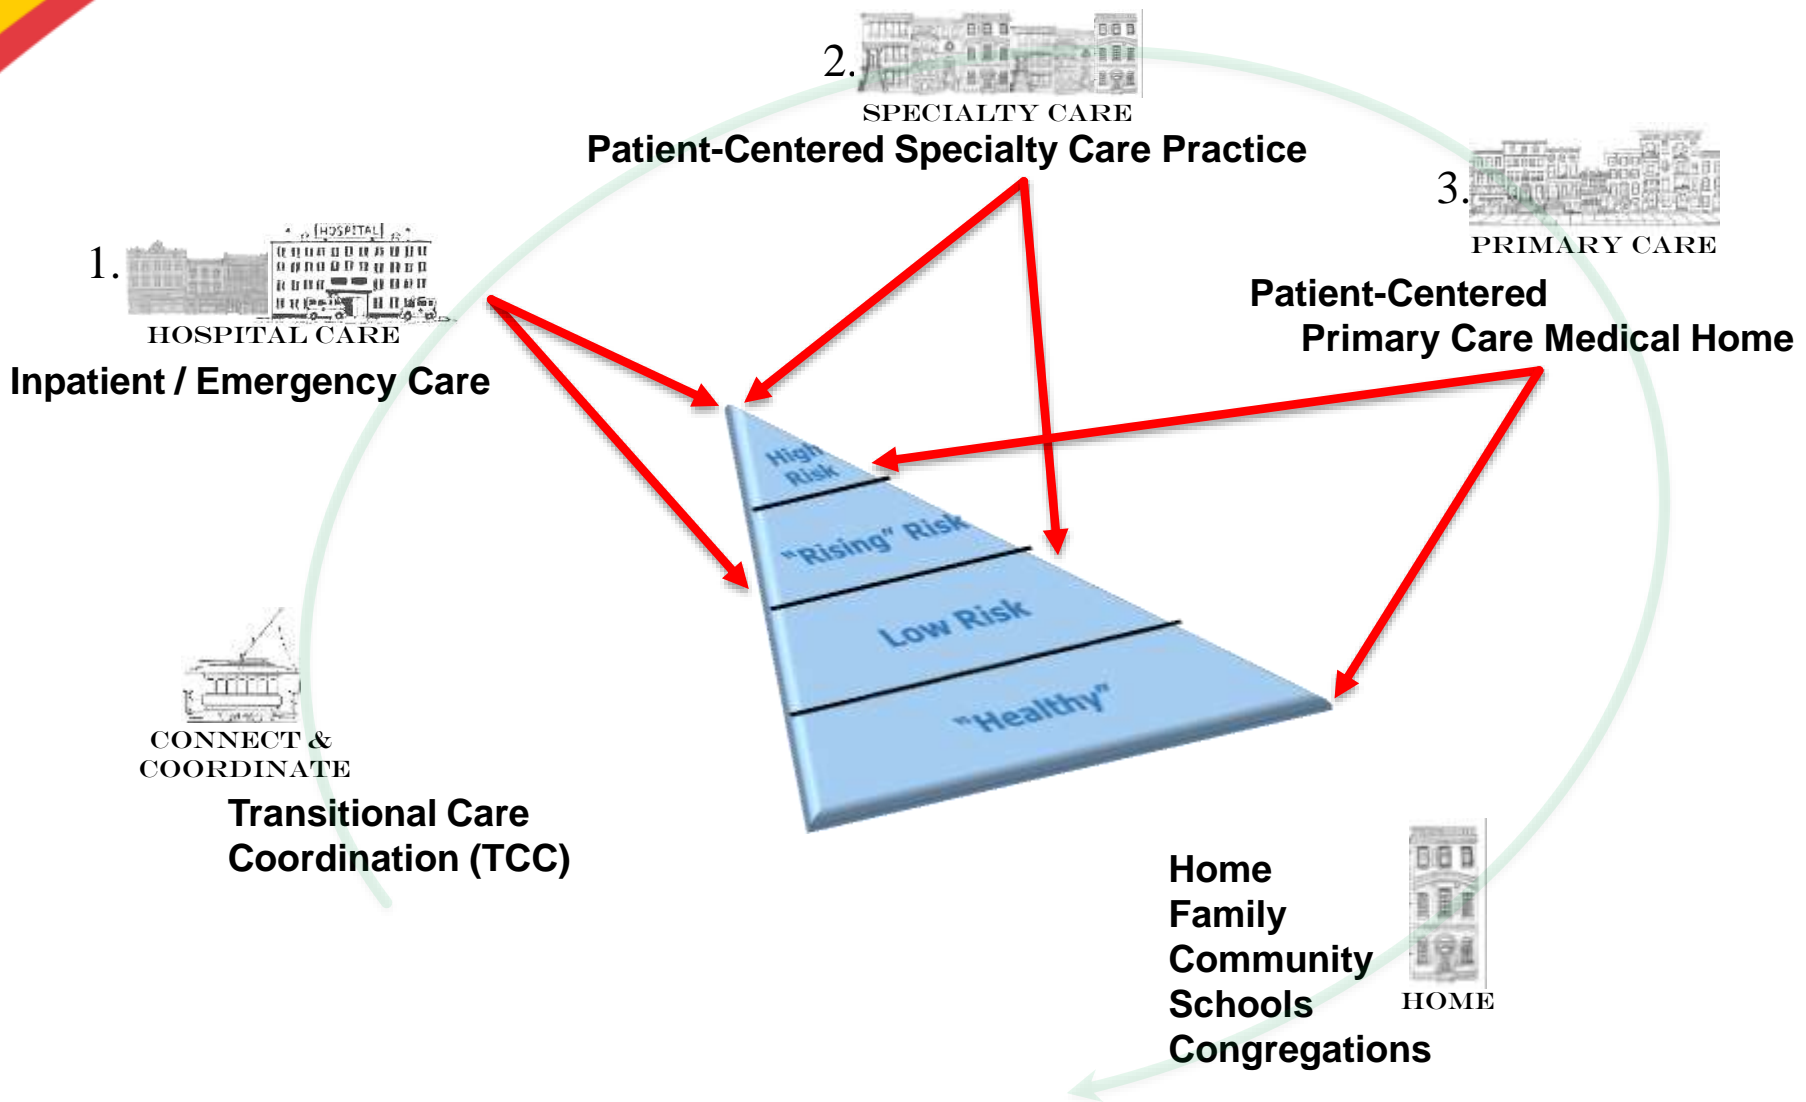 2.
SPECIALTY CARE
Patient-Centered Specialty Care Practice
3.
PRIMARY CARE
Patient-Centered
Primary Care Medical Home
1.
HOSPITAL
HOSPITAL CARE
Inpatient / Emergency Care
High
Risk
"Rising" Risk
Low Risk
"Healthy"
CONNECT &
COORDINATE
Transitional Care
Coordination (TCC)
Home
Family
Community
Schools
Congregations
HOME